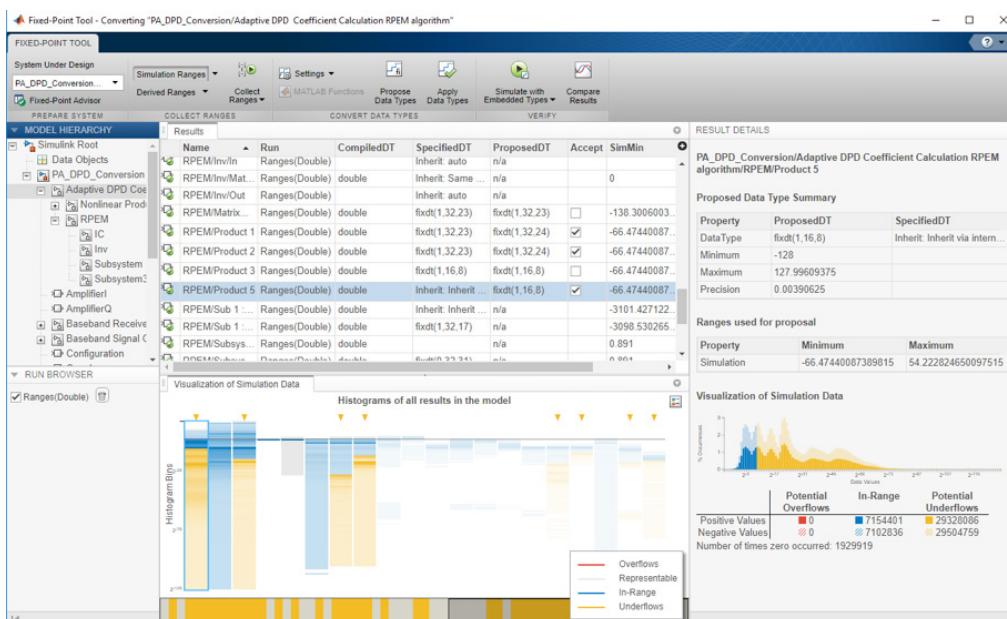 Fixed-Point Tool - Converting "PA_DPD_Conversion/Adaptive DPD Coefficient Calculation RPEM algorithm"
FIXED-POINT TOOL
System Under Design
PA_DPD_Conversion...
Fixed-Point Advisor
PREPARE SYSTEM
Simulation Ranges
Derived Ranges
Collect Ranges
COLLECT RANGES
Settings
MATLAB Functions
Propose Data Types
Apply Data Types
CONVERT DATA TYPES
Simulate with Embedded Types
Compare Results
VERIFY
MODEL HIERARCHY
Simulink Root
Data Objects
PA_DPD_Conversion
Adaptive DPD Coe
Nonlinear Prod
RPEM
IC
Inv
Subsystem
Subsystem3
AmplifierI
AmplifierQ
Baseband Receive
Baseband Signal C
Configuration
RUN BROWSER
Ranges(Double)
Results
Name Run CompiledDT SpecifiedDT ProposedDT Accept SimMin
RPEM/Inv/In Ranges(Double) Inherit: auto n/a
RPEM/Inv/Mat... Ranges(Double) double Inherit: Same ... n/a 0
RPEM/Inv/Out Ranges(Double) Inherit: auto n/a
RPEM/Matrix... Ranges(Double) double fixdt(1,32,23) fixdt(1,32,23) -138.3006003...
RPEM/Product 1 Ranges(Double) double fixdt(1,32,23) fixdt(1,32,24) -66.47440087...
RPEM/Product 2 Ranges(Double) double fixdt(1,32,23) fixdt(1,32,24) -66.47440087...
RPEM/Product 3 Ranges(Double) double fixdt(1,16,8) fixdt(1,16,8) -66.47440087...
RPEM/Product 5 Ranges(Double) double Inherit: Inherit ... fixdt(1,16,8) -66.47440087...
RPEM/Sub 1 :... Ranges(Double) double Inherit: Inherit ... n/a -3101.427122...
RPEM/Sub 1 :... Ranges(Double) double fixdt(1,32,17) n/a -3098.530265...
RPEM/Subsys... Ranges(Double) double n/a 0.891
Visualization of Simulation Data
Histograms of all results in the model
Histogram Bins
Overflows
Representable
In-Range
Underflows
RESULT DETAILS
PA_DPD_Conversion/Adaptive DPD Coefficient Calculation RPEM
algorithm/RPEM/Product 5
Proposed Data Type Summary
Property ProposedDT SpecifiedDT
DataType fixdt(1,16,8) Inherit: Inherit via intern...
Minimum -128
Maximum 127.99609375
Precision 0.00390625
Ranges used for proposal
Property Minimum Maximum
Simulation -66.47440087389815 54.222824650097515
Visualization of Simulation Data
% Occurrences
Data Values
Potential Overflows In-Range Potential Underflows
Positive Values 0 7154401 29328086
Negative Values 0 7102836 29504759
Number of times zero occurred: 1929919